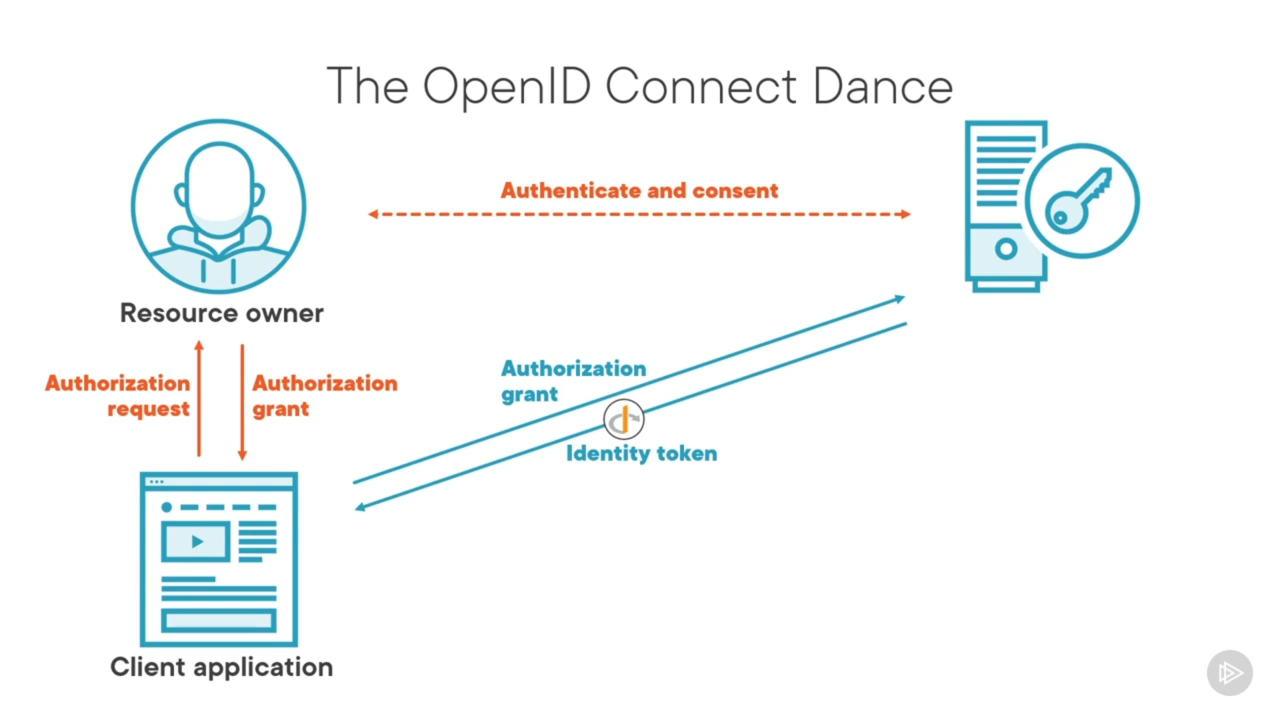 The OpenID Connect Dance
Authenticate and consent
Resource owner
Authorization
request
Authorization
grant
Authorization
grant
Identity token
Client application